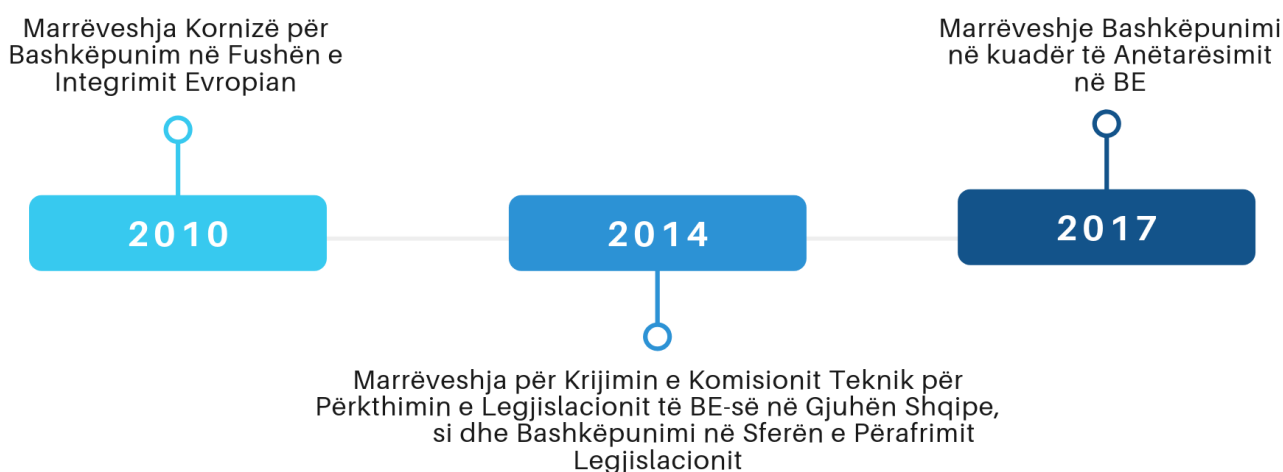 Marrëveshja Kornizë për
Bashkëpunim në Fushën e
Integrimit Evropian
Marrëveshje Bashkëpunimi
në kuadër të Anëtarësimit
në BE
2010
2014
2017
Marrëveshja për Krijimin e Komisionit Teknik për
Përkthimin e Legjislacionit të BE-së në Gjuhën Shqipe,
si dhe Bashkëpunimi në Sferën e Përafrimit
Legjislacionit